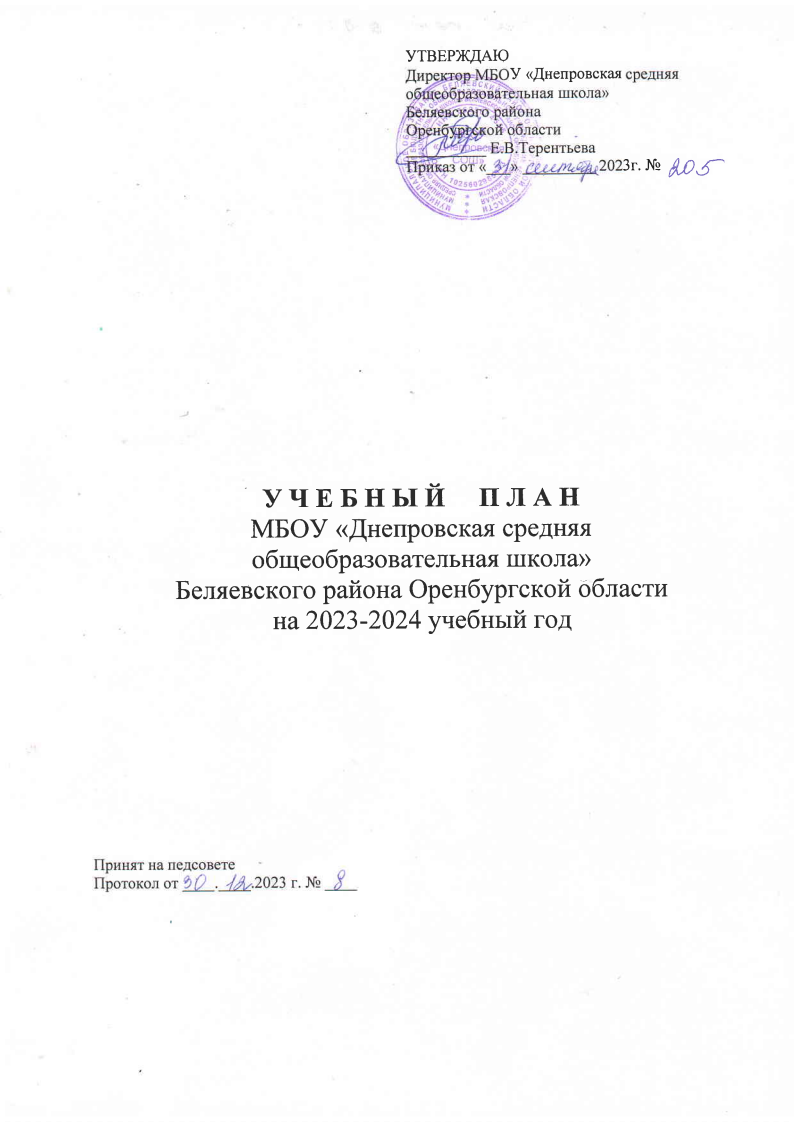 УТВЕРЖДАЮ
Директор МБОУ «Днепровская средняя
общеобразовательная школа»
Беляевского района
Оренбургской области
Е.В.Терентьева
Приказ от «31» сентября 2023г. № 205
У Ч Е Б Н Ы Й П Л А Н
МБОУ «Днепровская средняя
общеобразовательная школа»
Беляевского района Оренбургской области
на 2023-2024 учебный год
Принят на педсовете
Протокол от 30.12.2023 г. № 8